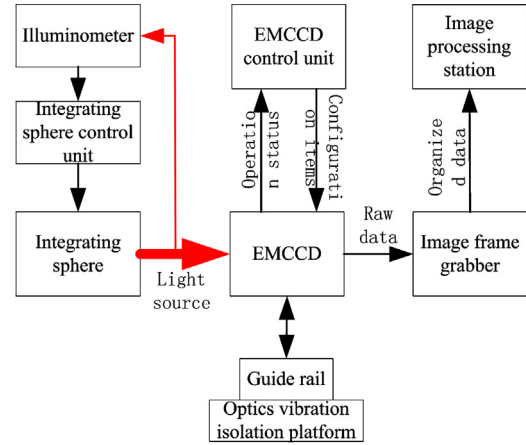 Illuminometer
Integrating
sphere control
unit
Integrating
sphere
Light
source
EMCCD
control unit
Operatio
n status
Configurati
on items
EMCCD
Raw
data
Image
processing
station
Organize
d data
Image frame
grabber
Guide rail
Optics vibration
isolation platform